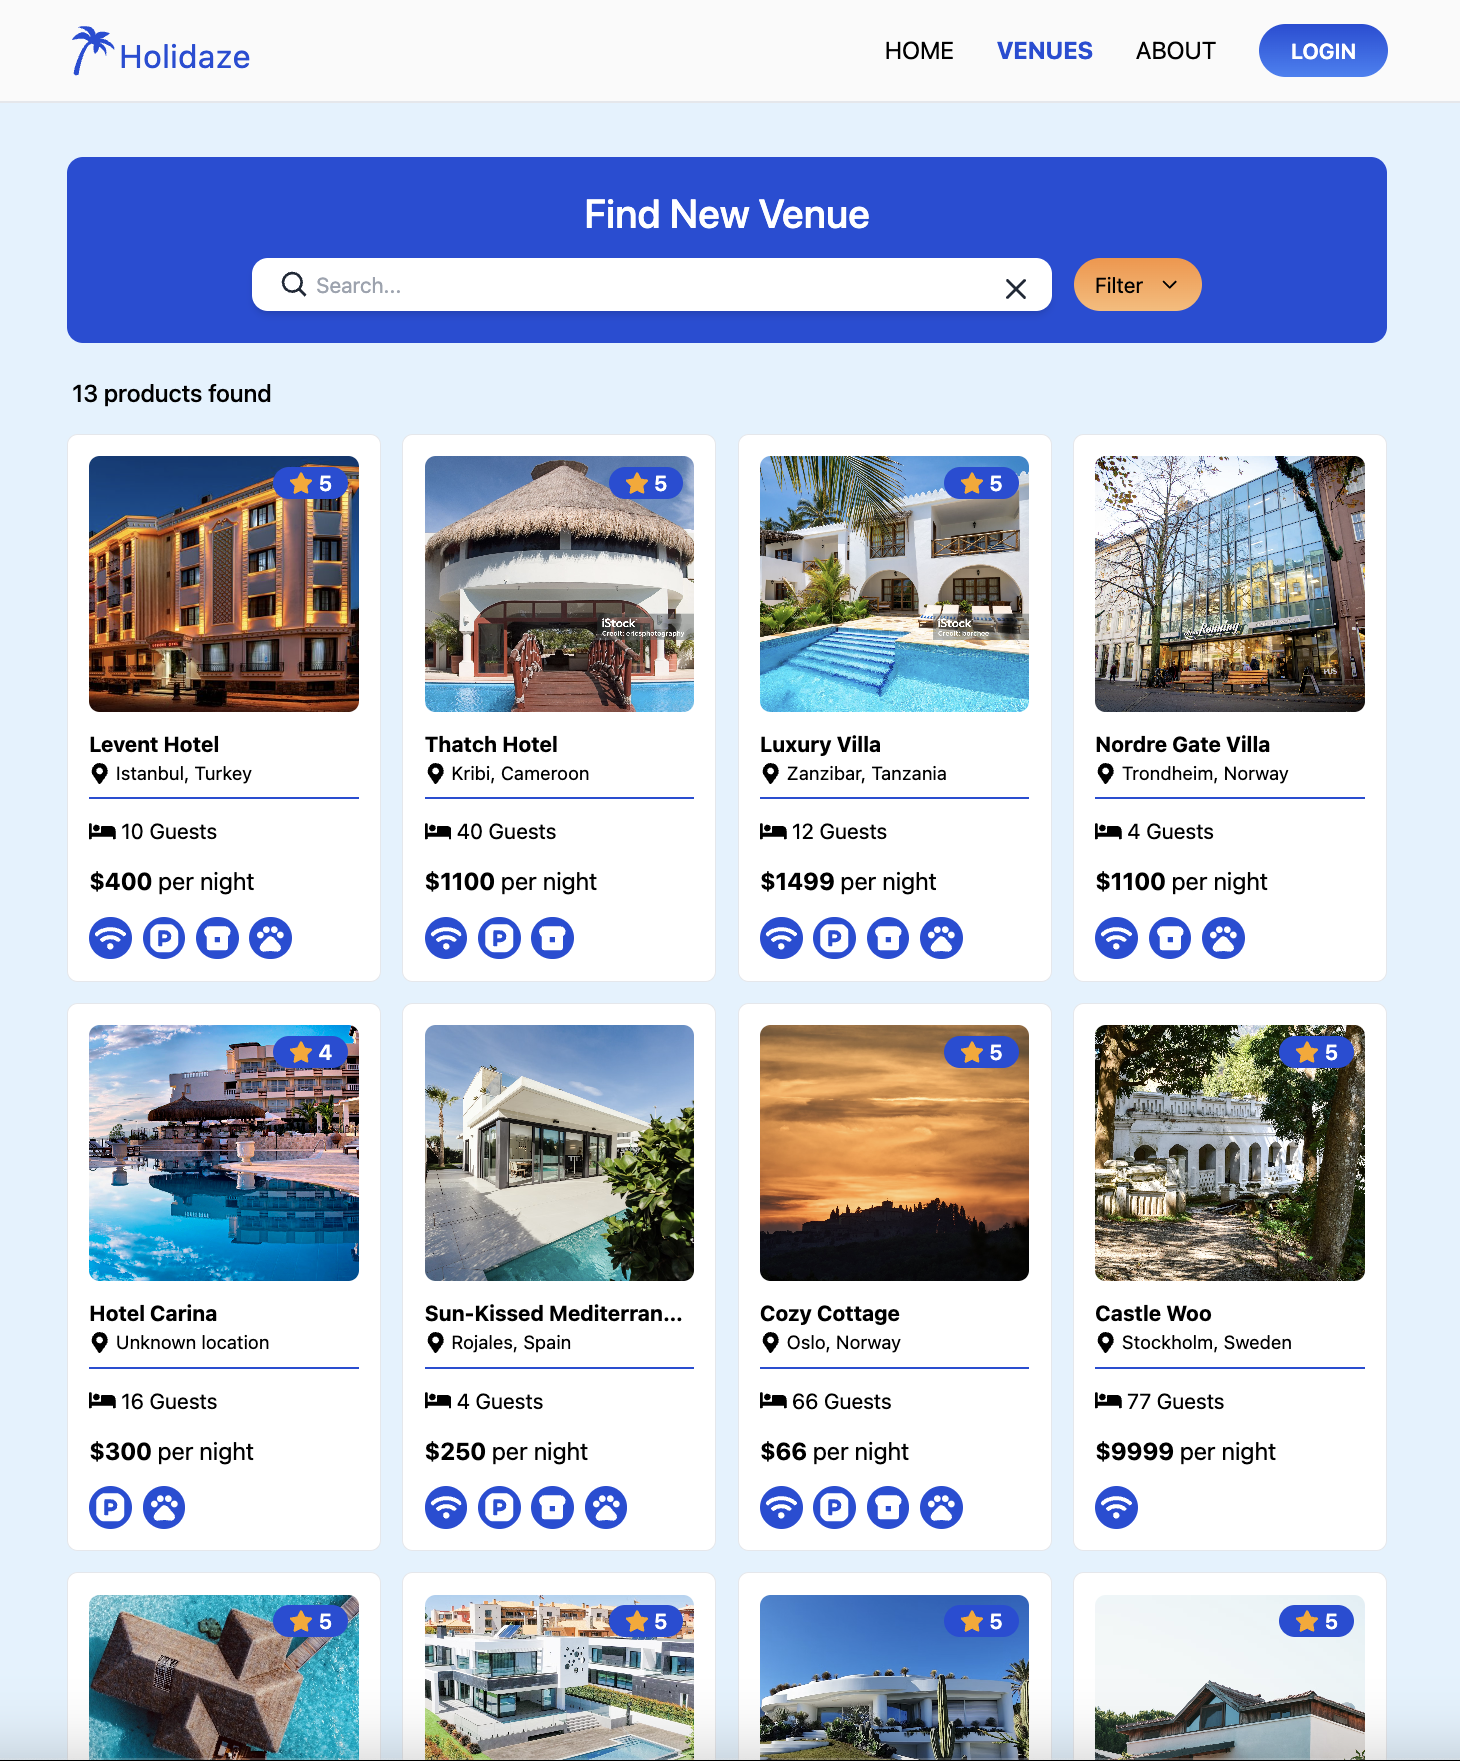 Holidaze
HOME VENUES ABOUT LOGIN
Find New Venue
Search...
Filter
13 products found
5
5
5
iStock
Credit: ericsphotography
iStock
Levent Hotel
Istanbul, Turkey
10 Guests
$400 per night
P
Thatch Hotel
Kribi, Cameroon
40 Guests
$1100 per night
P
Luxury Villa
Zanzibar, Tanzania
12 Guests
$1499 per night
P
Nordre Gate Villa
Trondheim, Norway
4 Guests
$1100 per night
4
5
5
Hotel Carina
Unknown location
16 Guests
$300 per night
P
Sun-Kissed Mediterran...
Rojales, Spain
4 Guests
$250 per night
P
Cozy Cottage
Oslo, Norway
66 Guests
$66 per night
P
Castle Woo
Stockholm, Sweden
77 Guests
$9999 per night
5
5
5
5